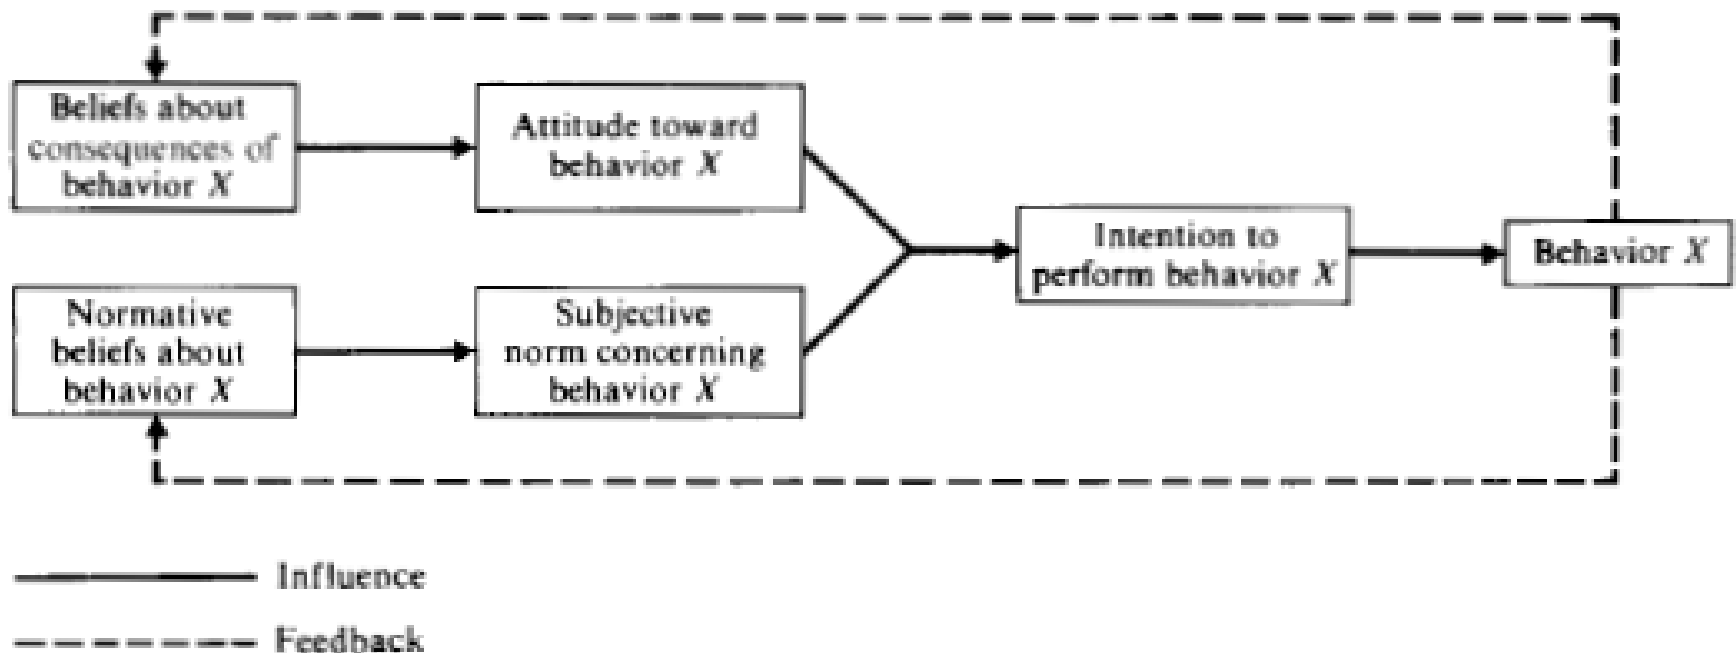 Beliefs about
consequences of
behavior X
Attitude toward
behavior X
Normative
beliefs about
behavior X
Subjective
norm concerning
behavior X
Intention to
perform behavior X
Behavior X
Influence
Feedback